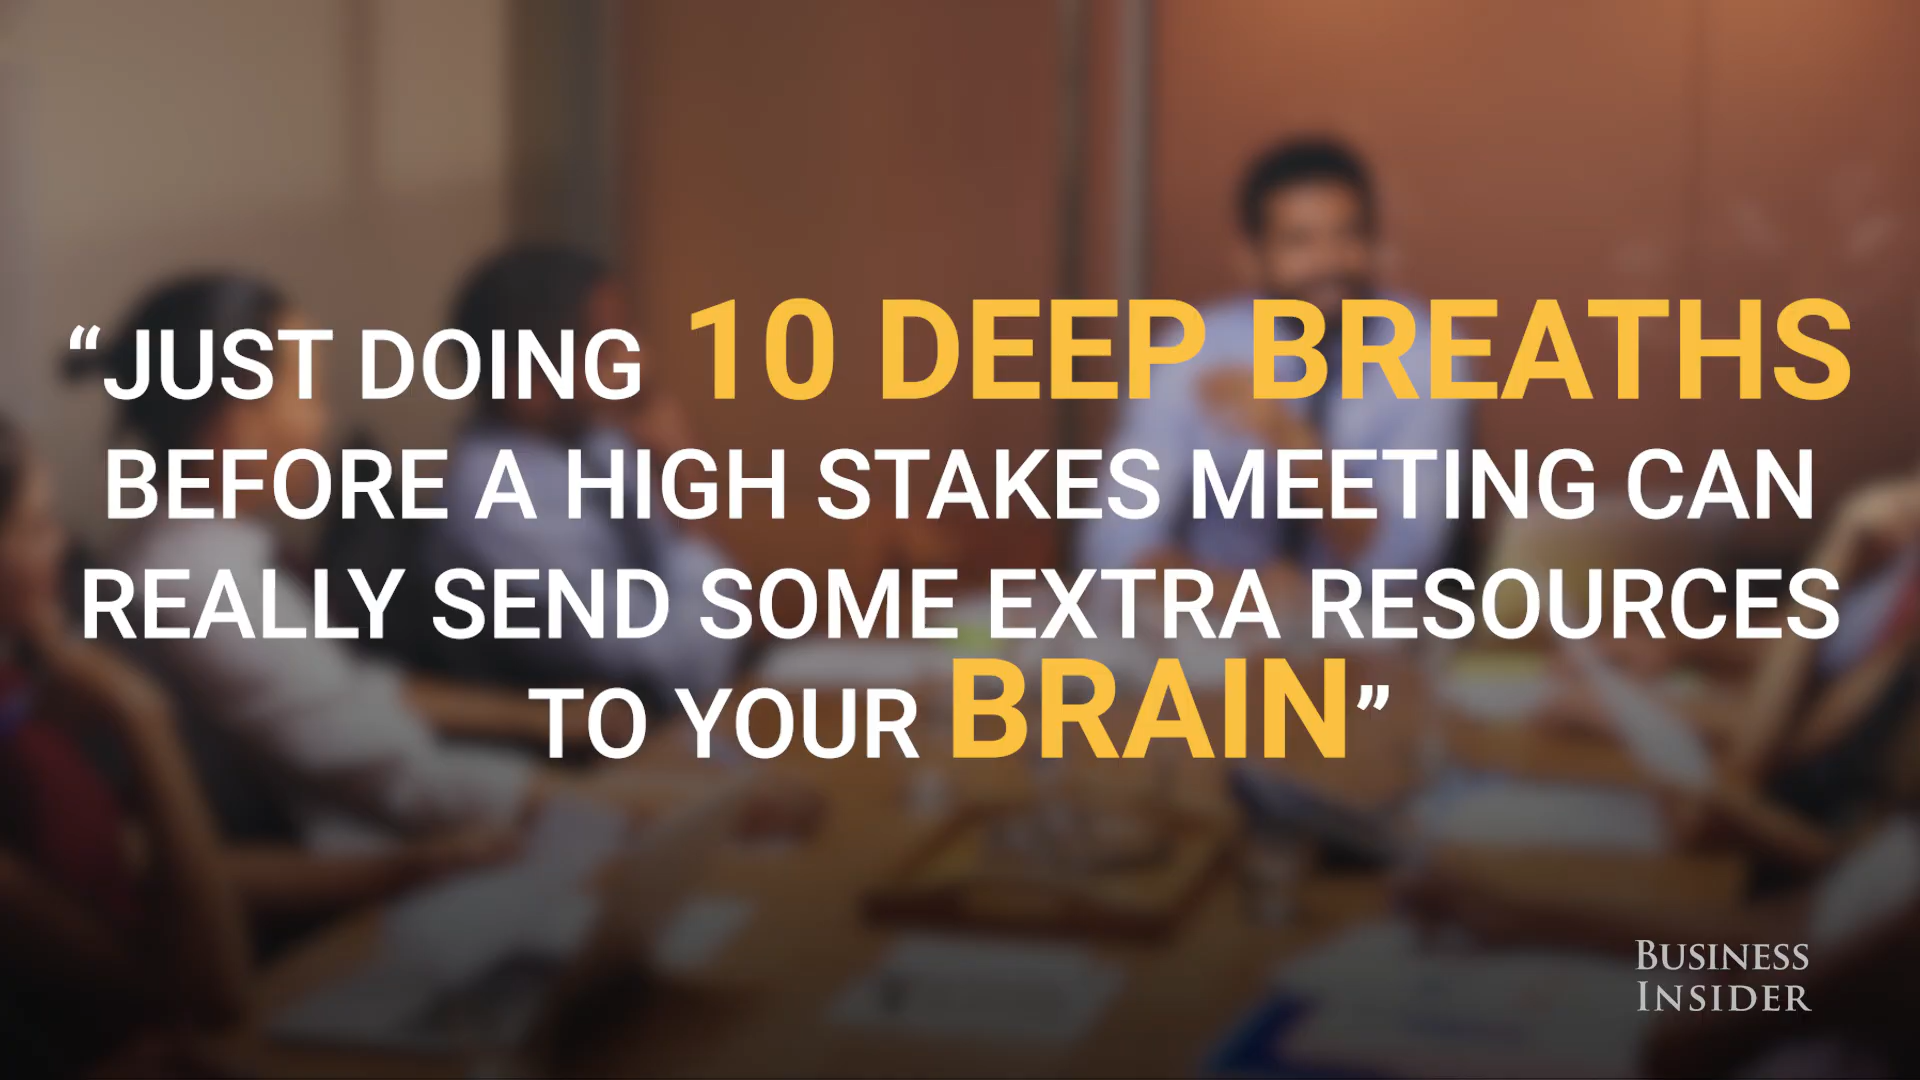 “JUST DOING 10 DEEP BREATHS
BEFORE A HIGH STAKES MEETING CAN
REALLY SEND SOME EXTRA RESOURCES
TO YOUR BRAIN”
BUSINESS
INSIDER